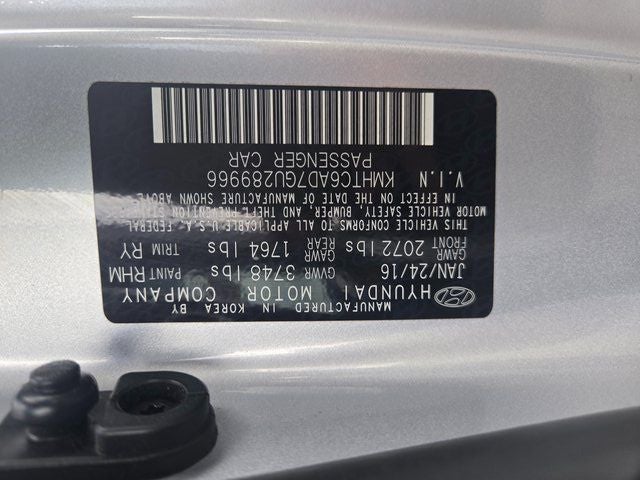 MANUFACTURED IN KOREA BY
HYUNDAI MOTOR COMPANY
JAN/24/16 GVWR 3748 lbs PAINT RHM
GAWR FRONT 2072 lbs GAWR REAR 1764 lbs TRIM RY
THIS VEHICLE CONFORMS TO ALL APPLICABLE U.S.A. FEDERAL
MOTOR VEHICLE SAFETY, BUMPER, AND THEFT PREVENTION STANDARDS
IN EFFECT ON THE DATE OF MANUFACTURE SHOWN ABOVE.
V.I.N KMHTC6AD7GU289966
PASSENGER CAR